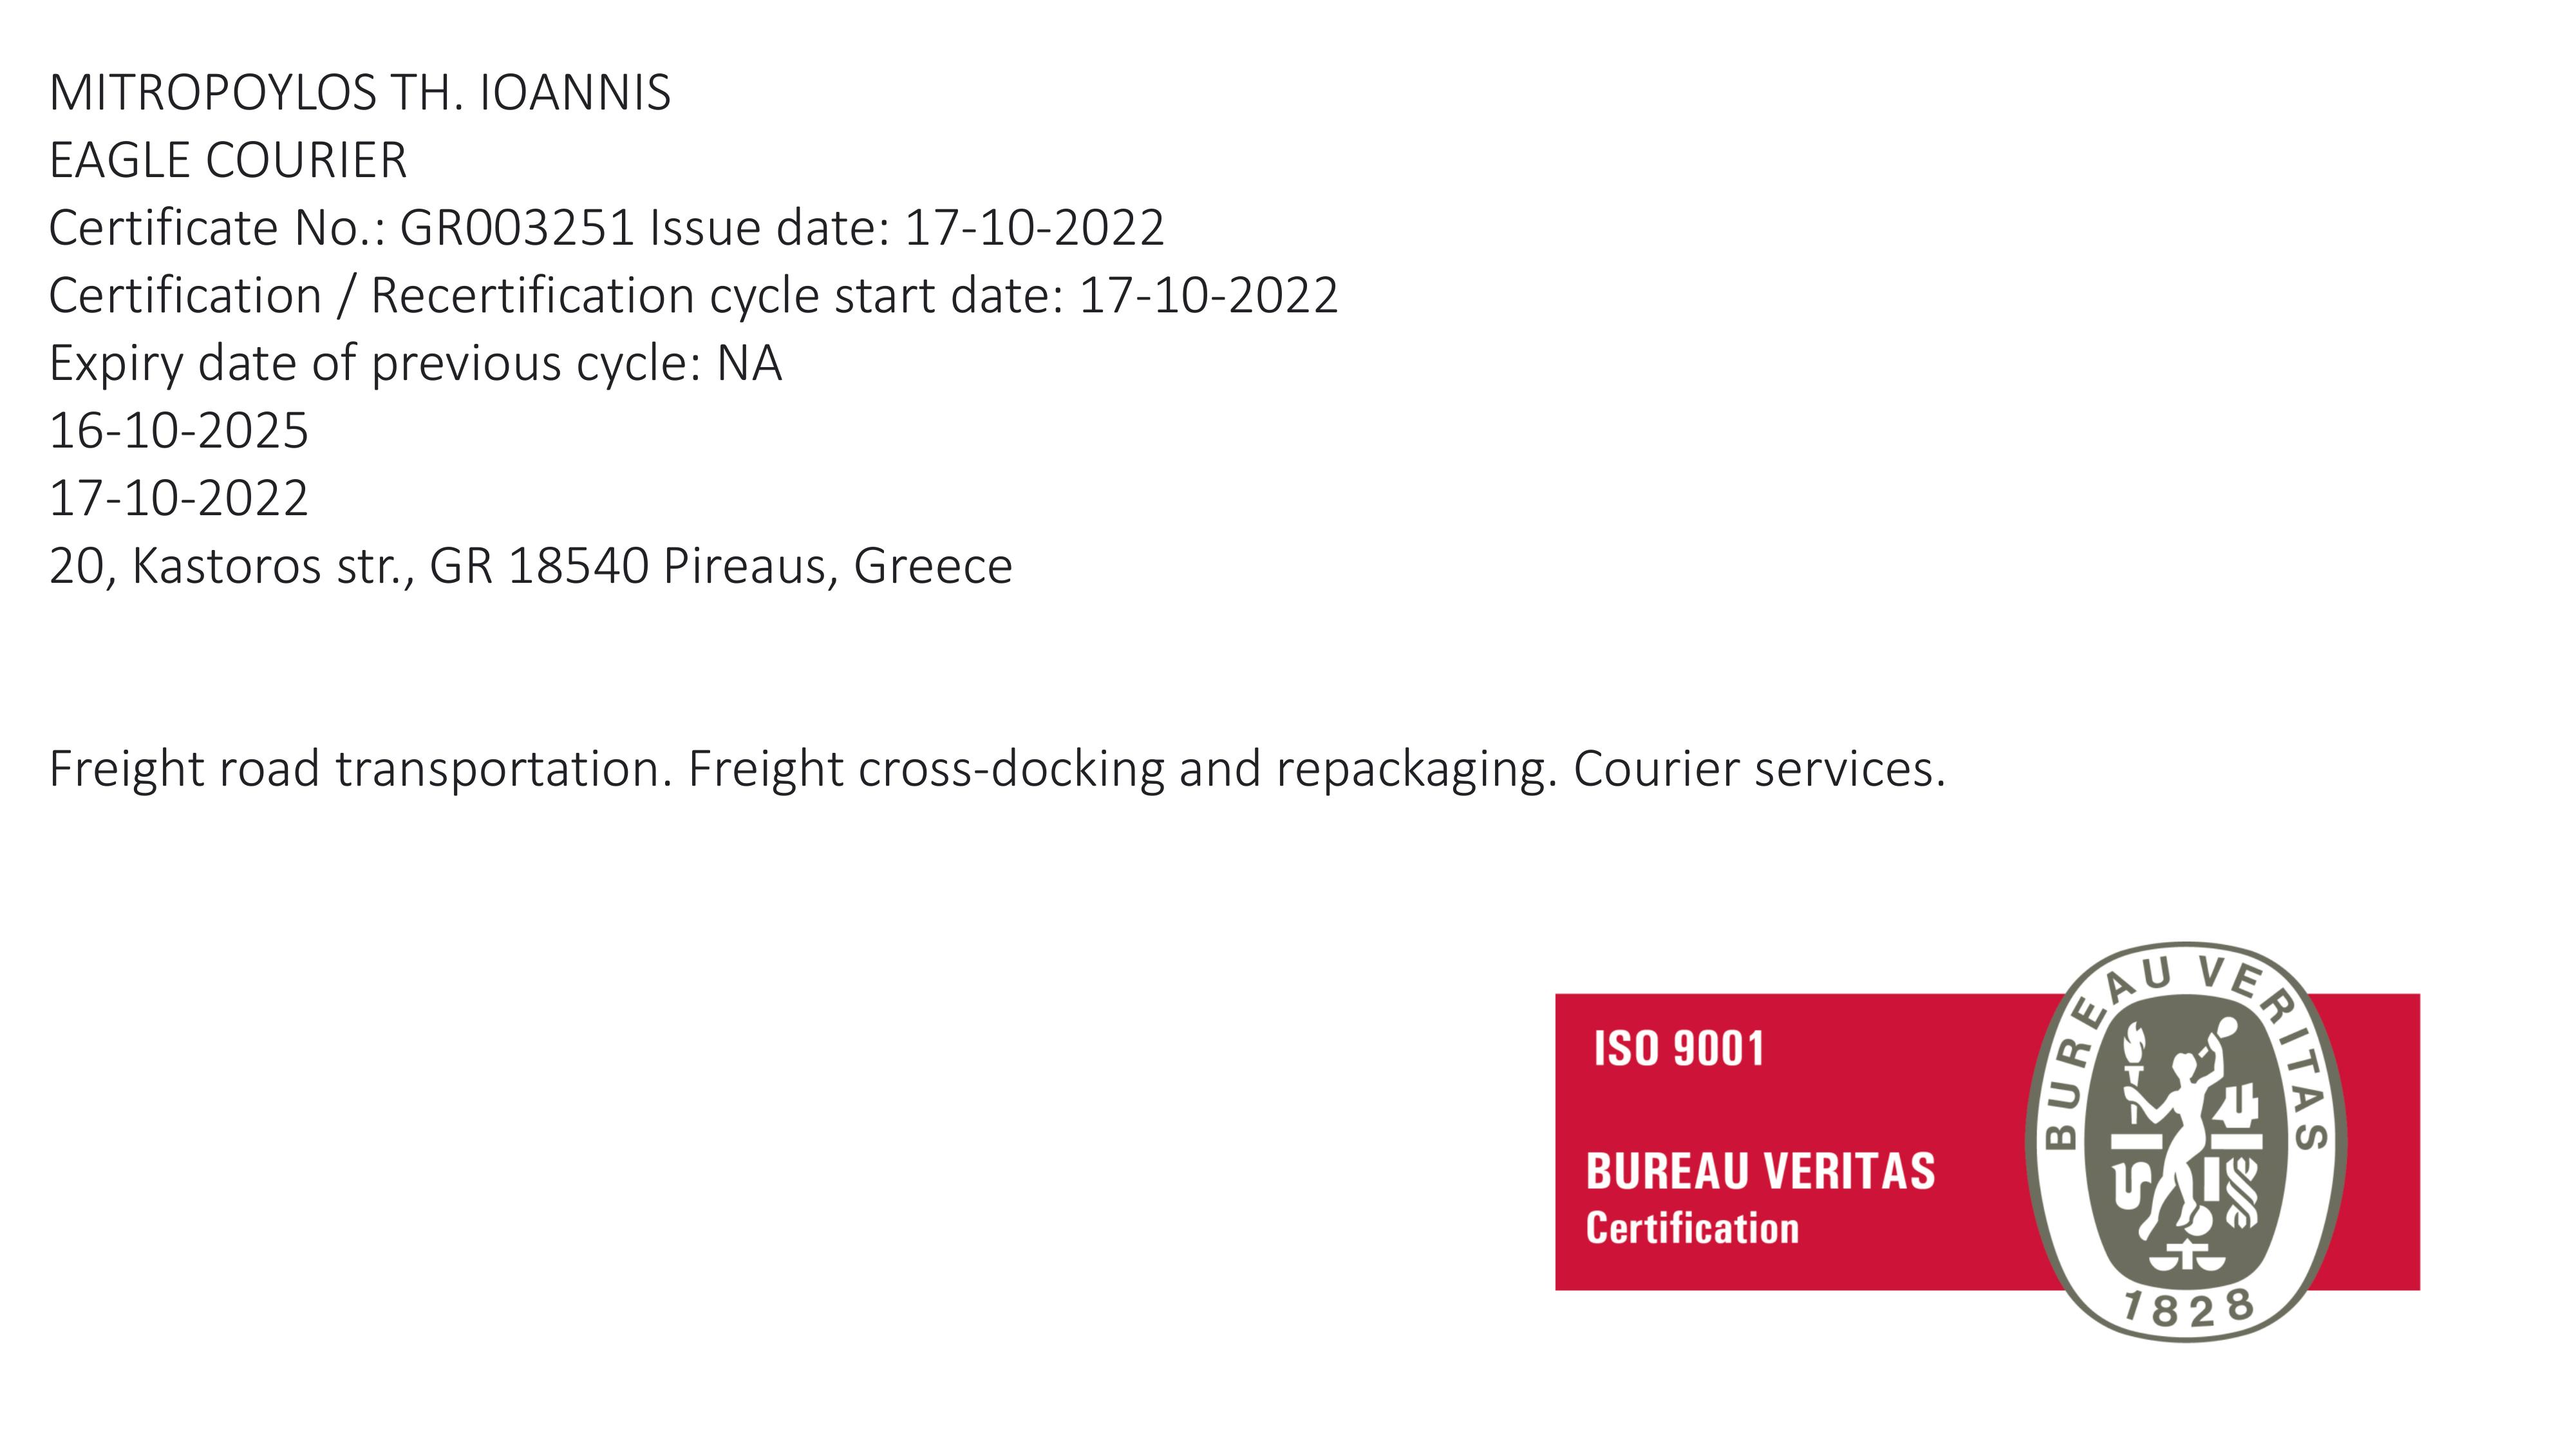 MITROPOYLOS TH. IOANNIS
EAGLE COURIER
Certificate No.: GR003251 Issue date: 17-10-2022
Certification / Recertification cycle start date: 17-10-2022
Expiry date of previous cycle: NA
16-10-2025
17-10-2022
20, Kastoros str., GR 18540 Pireaus, Greece
Freight road transportation. Freight cross-docking and repackaging. Courier services.
ISO 9001
BUREAU VERITAS
Certification
BUREAU VERITAS
1828